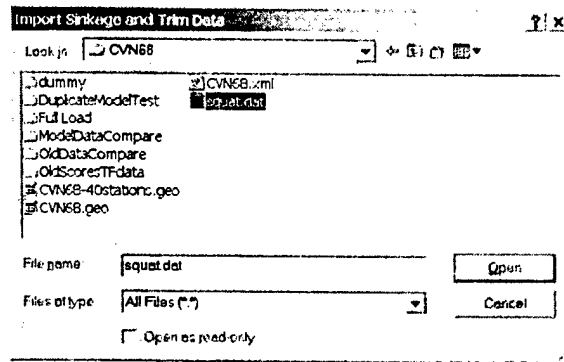 Import Sinkage and Trim Data
Look in: CVN68
dummy
DuplicateModelTest
Full Load
ModelDataCompare
OldDataCompare
OldScoresTFdata
CVN68-40stations.geo
CVN68.geo
CVN68.xml
squat.dat
File name: squat.dat Open
Files of type: All Files (*.*) Cancel
Open as read-only